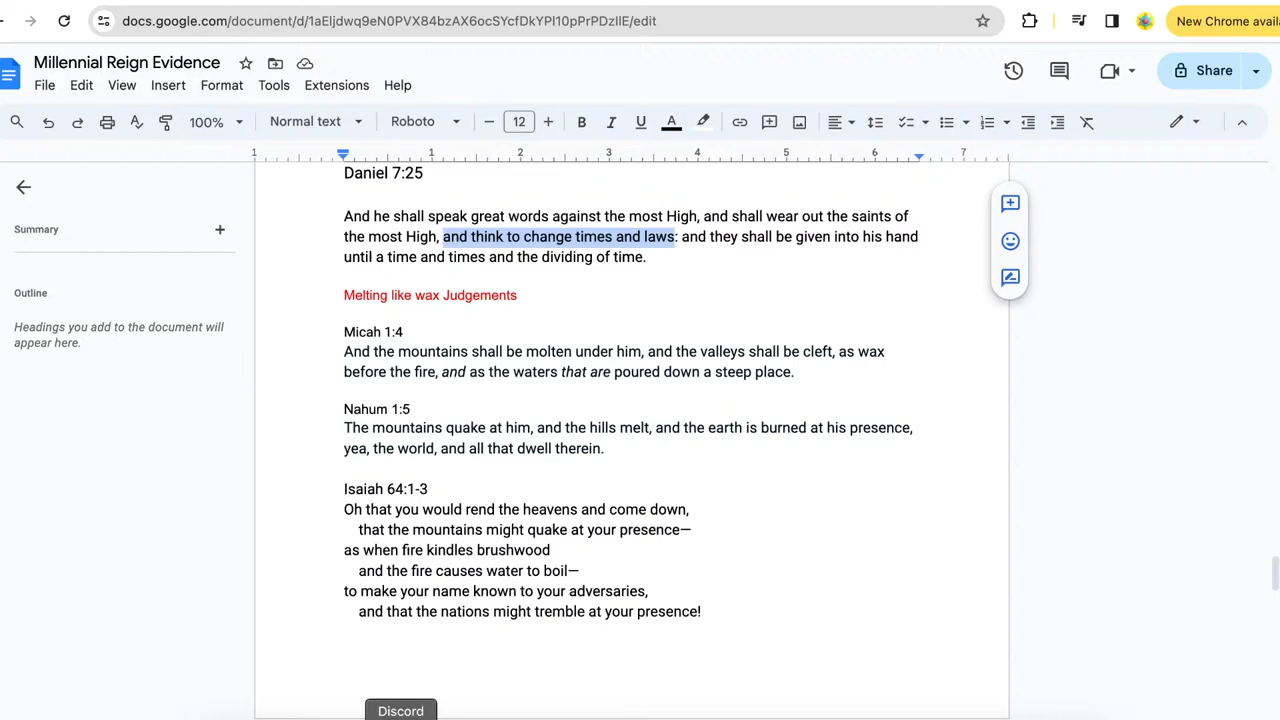 docs.google.com/document/d/1aEljdwq9eN0PVX84bzAX6ocSYcfDkYPl10pPrPDzllE/edit
New Chrome availa
Millennial Reign Evidence
File Edit View Insert Format Tools Extensions Help
Share
100% Normal text Roboto 12 B I U A
1 1 2 3 4 5 6 7
Summary
Outline
Headings you add to the document will
appear here.
Daniel 7:25
And he shall speak great words against the most High, and shall wear out the saints of
the most High, and think to change times and laws: and they shall be given into his hand
until a time and times and the dividing of time.
Melting like wax Judgements
Micah 1:4
And the mountains shall be molten under him, and the valleys shall be cleft, as wax
before the fire, and as the waters that are poured down a steep place.
Nahum 1:5
The mountains quake at him, and the hills melt, and the earth is burned at his presence,
yea, the world, and all that dwell therein.
Isaiah 64:1-3
Oh that you would rend the heavens and come down,
that the mountains might quake at your presence—
as when fire kindles brushwood
and the fire causes water to boil—
to make your name known to your adversaries,
and that the nations might tremble at your presence!
Discord